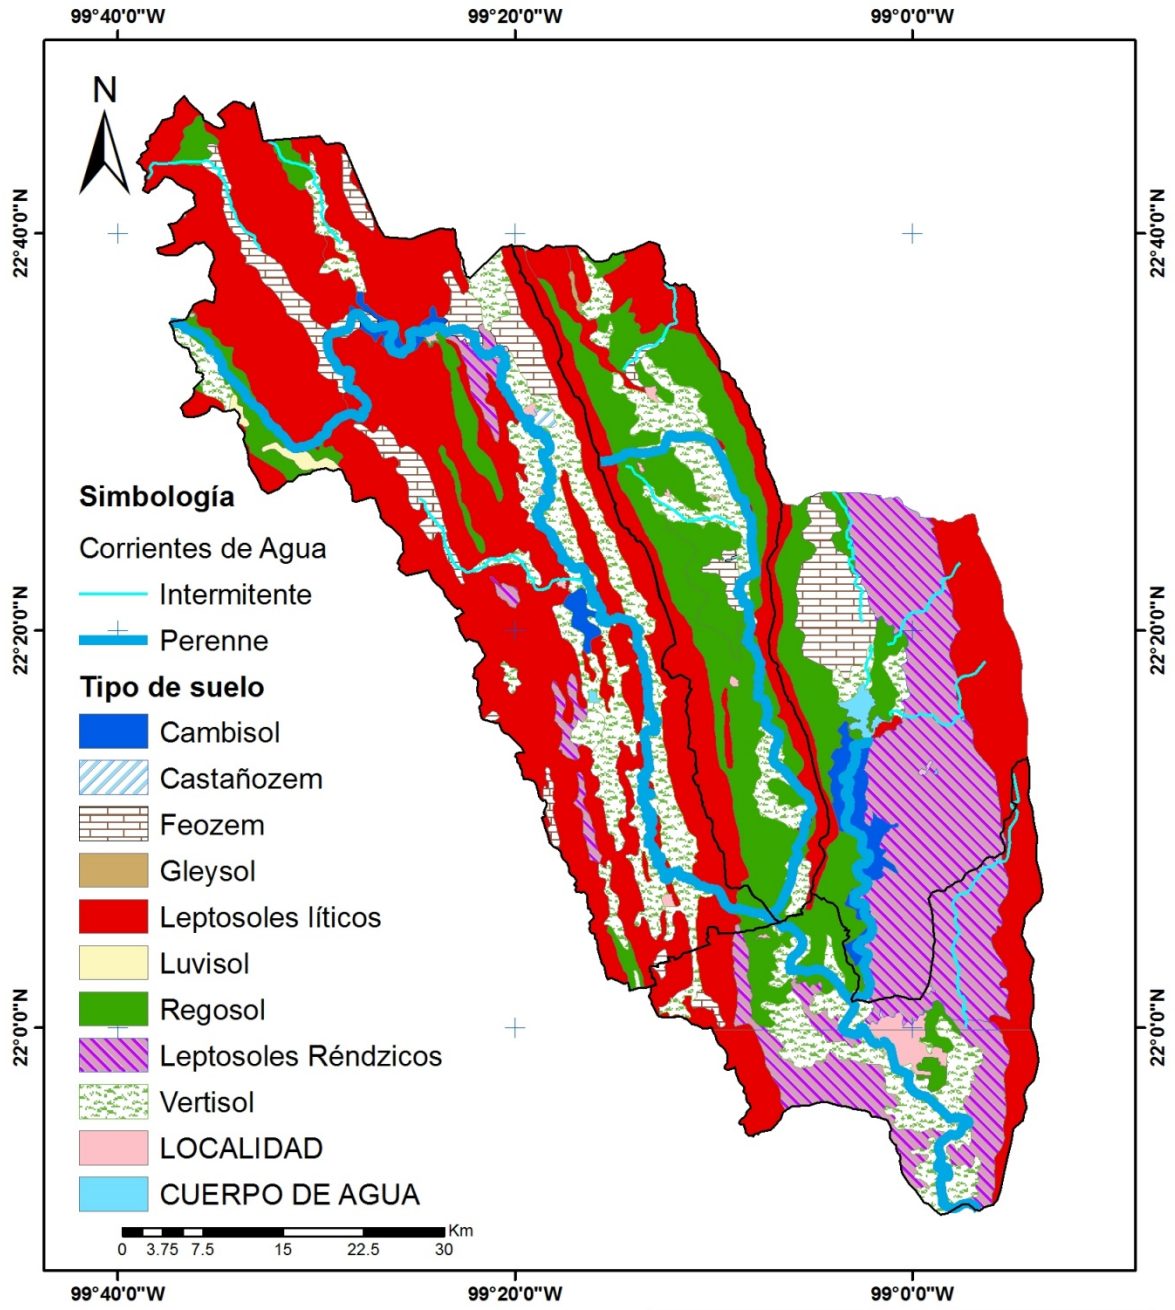 99°40'0"W 99°20'0"W 99°0'0"W
N
22°40'0"N 22°40'0"N
Simbología
Corrientes de Agua
Intermitente
Perenne
22°20'0"N 22°20'0"N
Tipo de suelo
Cambisol
Castañozem
Feozem
Gleysol
Leptosoles líticos
Luvisol
Regosol
22°0'0"N 22°0'0"N
Leptosoles Réndzicos
Vertisol
LOCALIDAD
CUERPO DE AGUA
Km
0 3.75 7.5 15 22.5 30
99°40'0"W 99°20'0"W 99°0'0"W